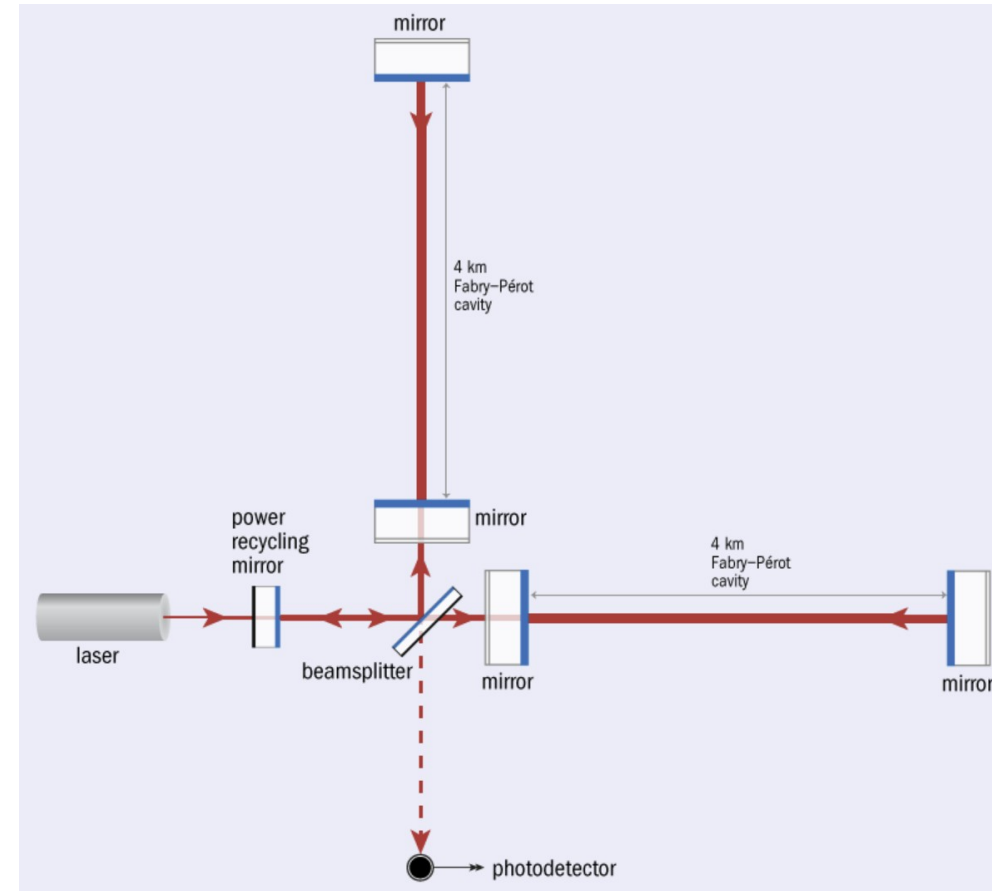 mirror
4 km
Fabry–Pérot
cavity
mirror
power
recycling
mirror
4 km
Fabry–Pérot
cavity
laser
beamsplitter
mirror
mirror
photodetector